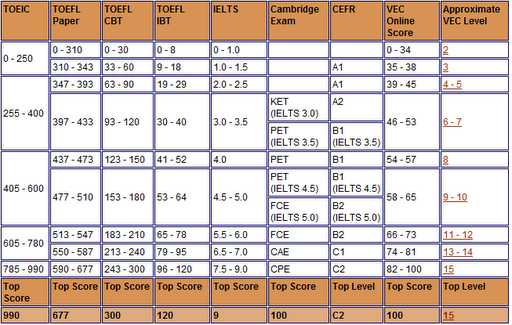 TOEIC TOEFL Paper TOEFL CBT TOEFL IBT IELTS Cambridge Exam CEFR VEC Online Score Approximate VEC Level
0 - 250 0 - 310 0 - 30 0 - 8 0 - 1.0 0 - 34 2
310 - 343 33 - 60 9 - 18 1.0 - 1.5 A1 35 - 38 3
255 - 400 347 - 393 63 - 90 19 - 29 2.0 - 2.5 A1 39 - 45 4 - 5
397 - 433 93 - 120 30 - 40 3.0 - 3.5 KET (IELTS 3.0) A2 46 - 53 6 - 7
PET (IELTS 3.5) B1 (IELTS 3.5)
405 - 600 437 - 473 123 - 150 41 - 52 4.0 PET B1 54 - 57 8
477 - 510 153 - 180 53 - 64 4.5 - 5.0 PET (IELTS 4.5) B1 (IELTS 4.5) 58 - 65 9 - 10
FCE (IELTS 5.0) B2 (IELTS 5.0)
605 - 780 513 - 547 183 - 210 65 - 78 5.5 - 6.0 FCE B2 66 - 73 11 - 12
550 - 587 213 - 240 79 - 95 6.5 - 7.0 CAE C1 74 - 81 13 - 14
785 - 990 590 - 677 243 - 300 96 - 120 7.5 - 9.0 CPE C2 82 - 100 15
Top Score Top Score Top Score Top Score Top Score Top Score Top Level Top Score Top Level
990 677 300 120 9 100 C2 100 15